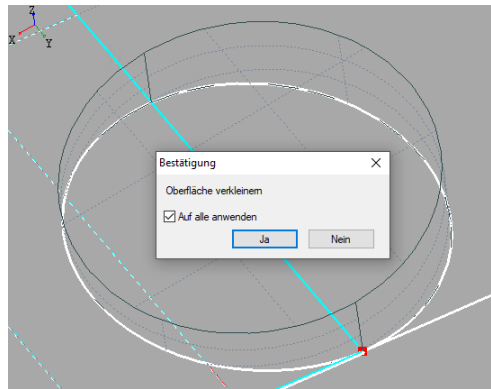 Z
X
Y
Bestätigung
Oberfläche verkleinern
Auf alle anwenden
Ja
Nein